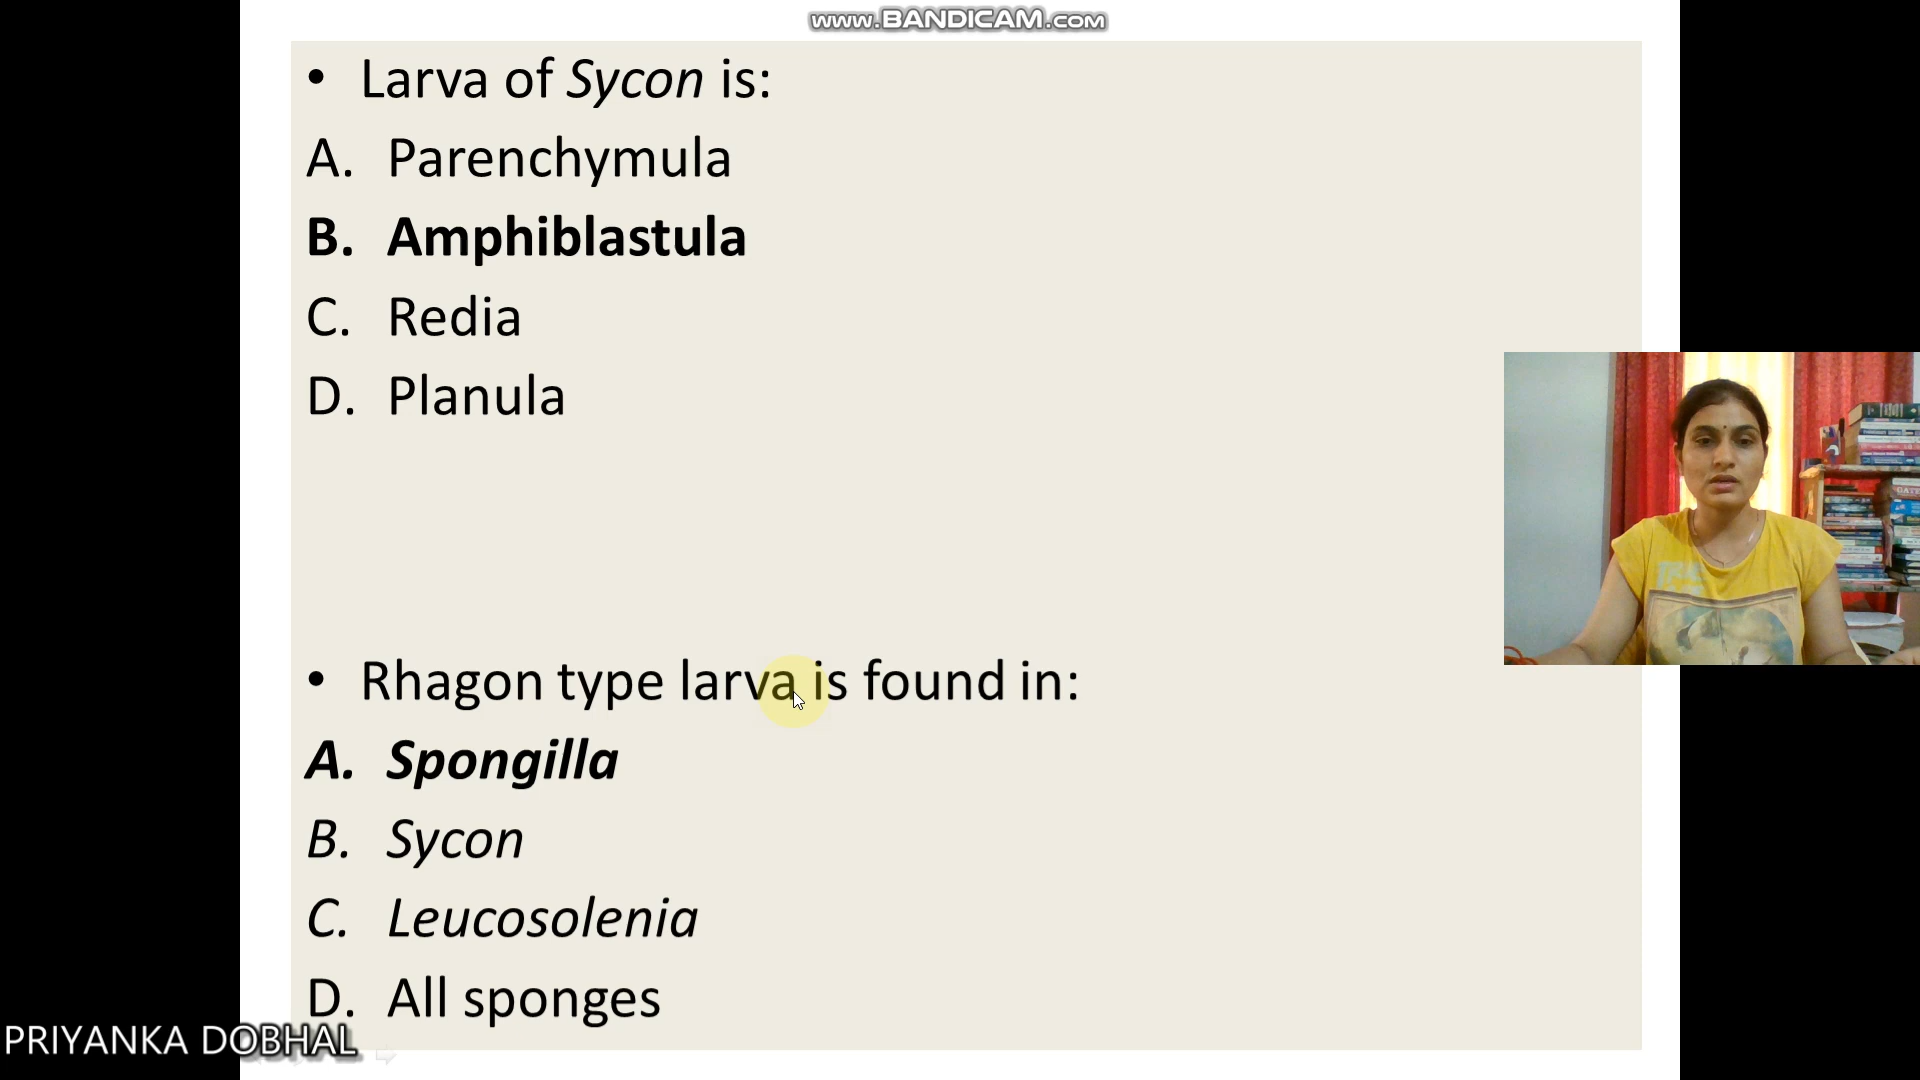 www.BANDICAM.com
• Larva of Sycon is:
A. Parenchymula
B. Amphiblastula
C. Redia
D. Planula
• Rhagon type larva is found in:
A. Spongilla
B. Sycon
C. Leucosolenia
D. All sponges
PRIYANKA DOBHAL
GATE